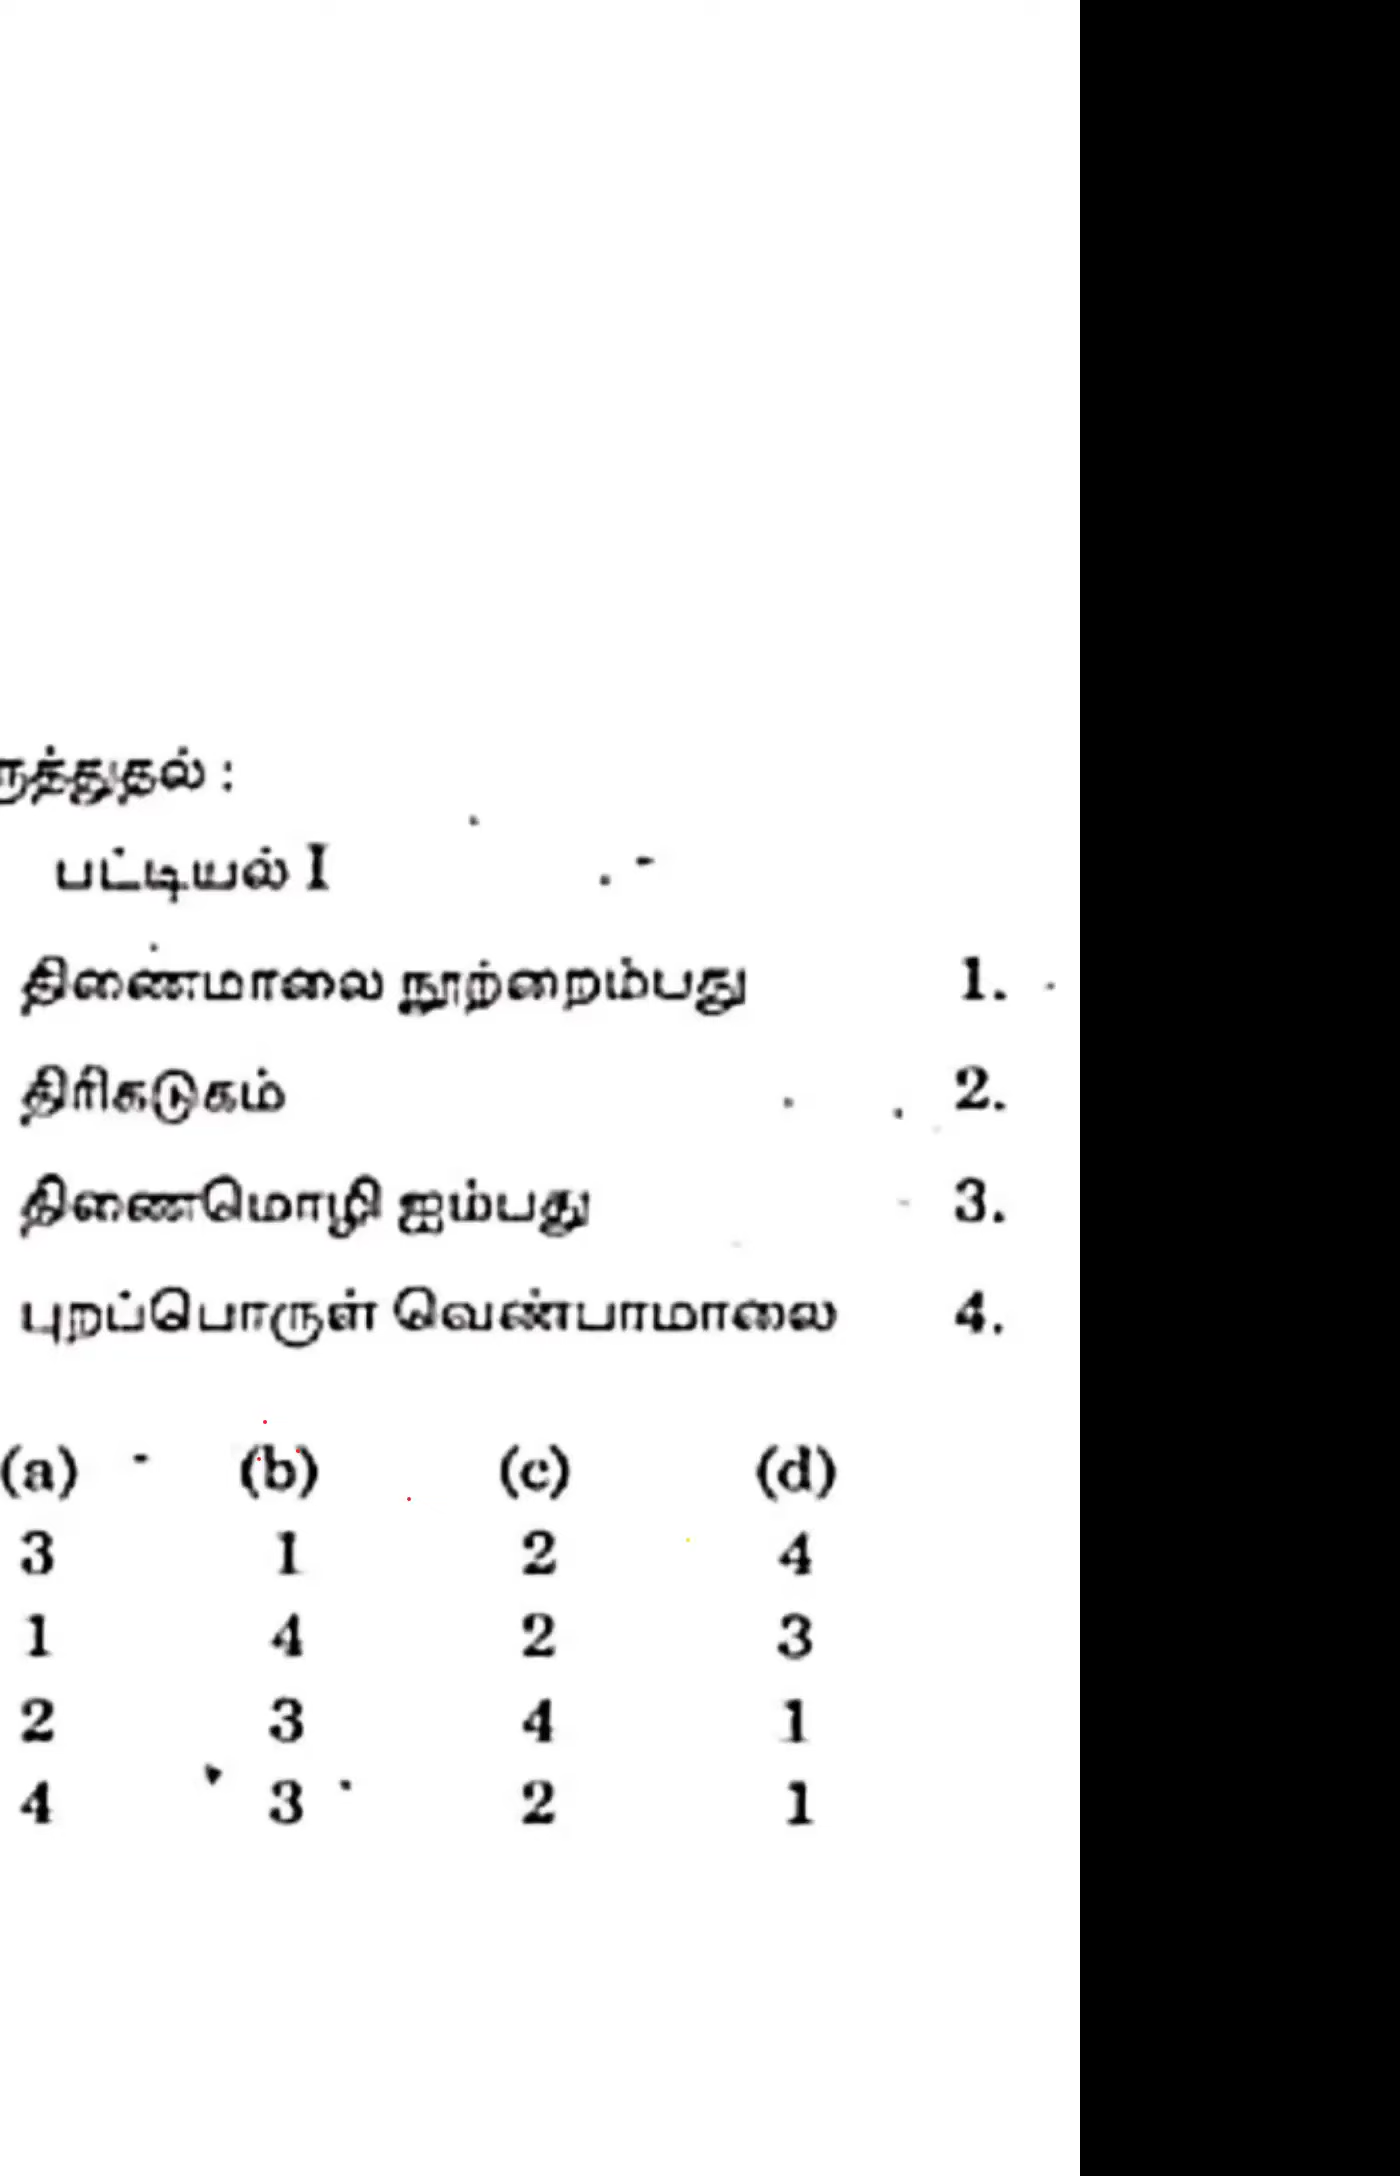 ருத்துதல் :
பட்டியல் I
திணைமாலை நூற்றைம்பது 1.
திரிகடுகம் 2.
திணைமொழி ஐம்பது 3.
புறப்பொருள் வெண்பாமாலை 4.
(a) (b) (c) (d)
3 1 2 4
1 4 2 3
2 3 4 1
4 3 2 1